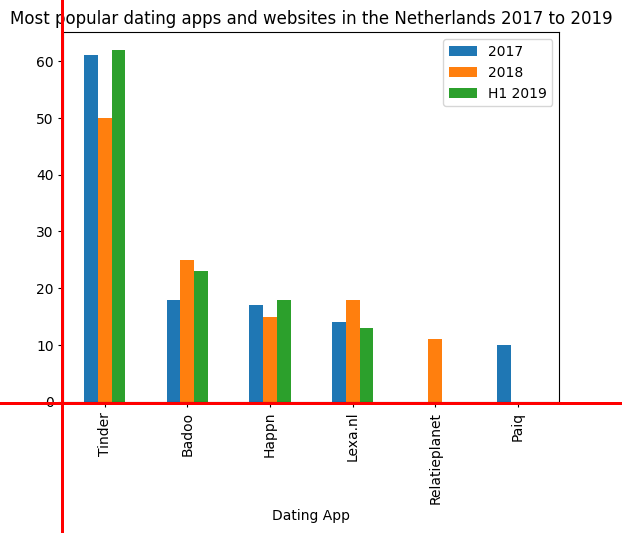 Most popular dating apps and websites in the Netherlands 2017 to 2019
2017
2018
H1 2019
60
50
40
30
20
10
0
Tinder
Badoo
Happn
Lexa.nl
Relatieplanet
Paiq
Dating App